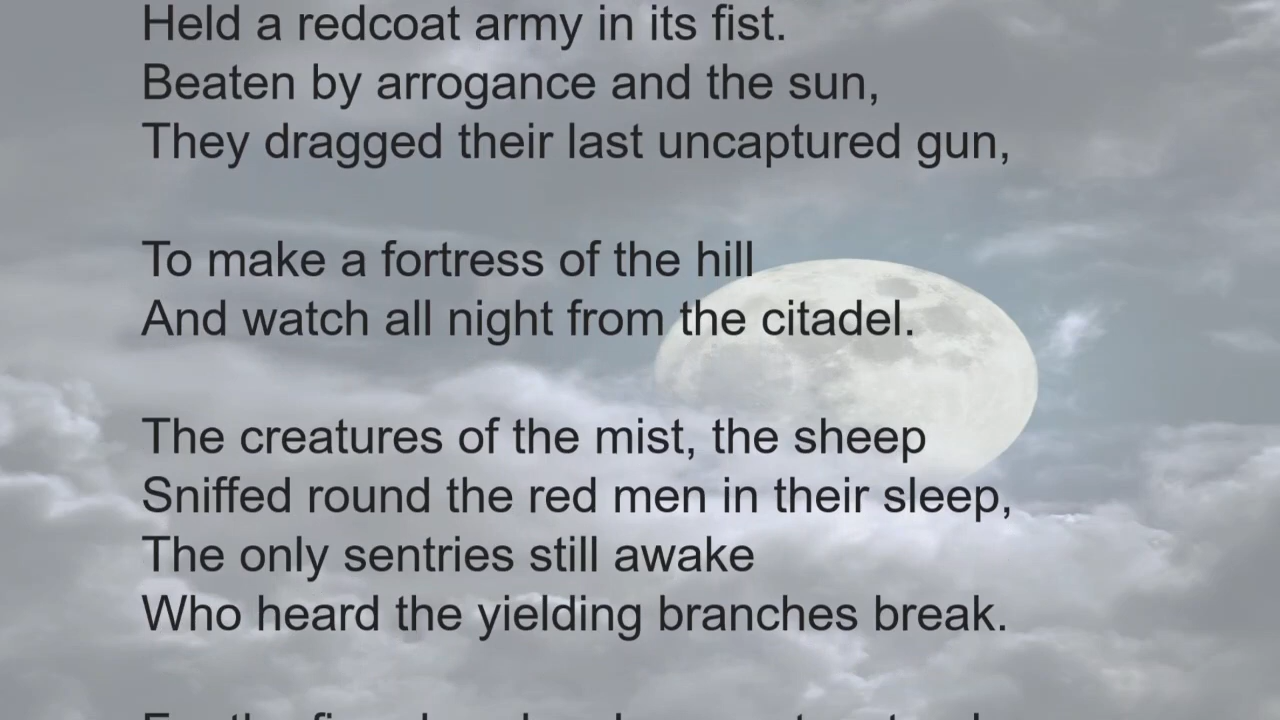 Held a redcoat army in its fist.
Beaten by arrogance and the sun,
They dragged their last uncaptured gun,
To make a fortress of the hill
And watch all night from the citadel.
The creatures of the mist, the sheep
Sniffed round the red men in their sleep,
The only sentries still awake
Who heard the yielding branches break.